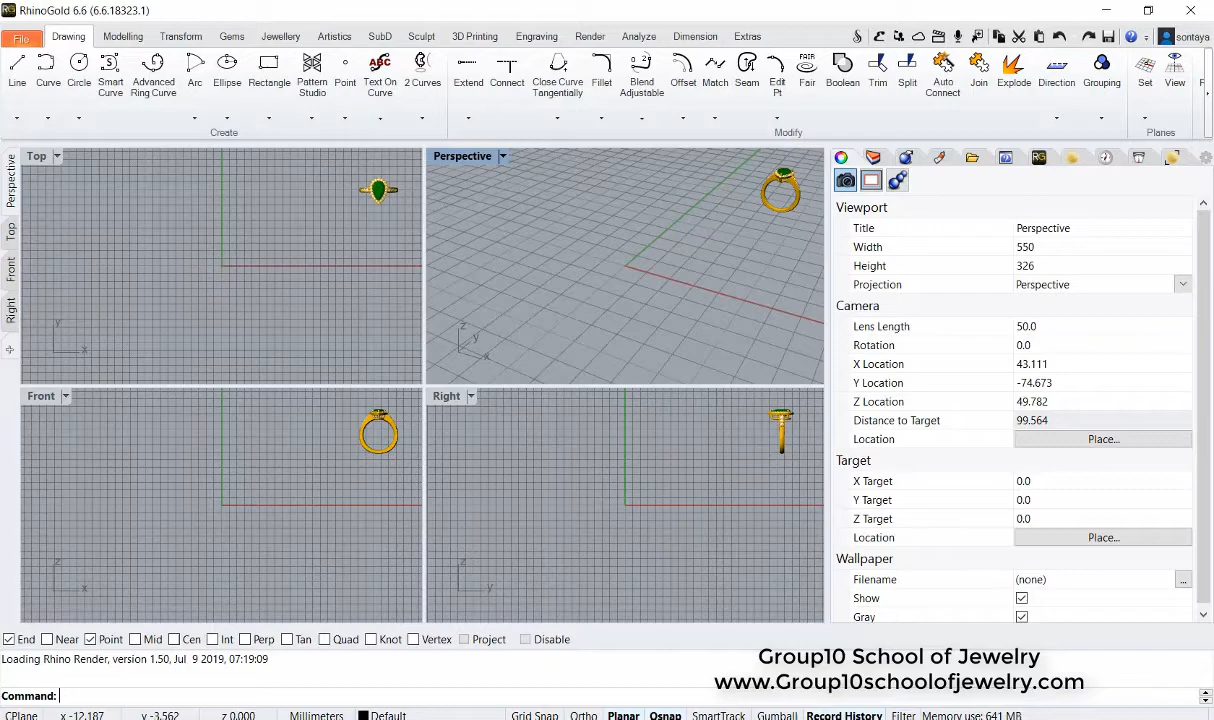 RhinoGold 6.6 (6.6.18323.1)
File Drawing Modelling Transform Gems Jewellery Artistics SubD Sculpt 3D Printing Engraving Render Analyze Dimension Extras sontaya
Line Curve Circle Smart Curve Advanced Ring Curve Arc Ellipse Rectangle Pattern Studio Point Text On Curve 2 Curves Extend Connect Close Curve Tangentially Fillet Blend Adjustable Offset Match Seam Edit Pt Fair Boolean Trim Split Auto Connect Join Explode Direction Grouping Set View
Create Modify Planes
Perspective
Top
Front
Right
Top
Perspective
Front
Right
Viewport
Title Perspective
Width 550
Height 326
Projection Perspective
Camera
Lens Length 50.0
Rotation 0.0
X Location 43.111
Y Location -74.673
Z Location 49.782
Distance to Target 99.564
Location Place...
Target
X Target 0.0
Y Target 0.0
Z Target 0.0
Location Place...
Wallpaper
Filename (none) ...
Show
Gray
End Near Point Mid Cen Int Perp Tan Quad Knot Vertex Project Disable
Loading Rhino Render, version 1.50, Jul 9 2019, 07:19:09
Group10 School of Jewelry
www.Group10schoolofjewelry.com
Command:
CPlane x -12.187 y -3.562 z 0.000 Millimeters Default Grid Snap Ortho Planar Osnap SmartTrack Gumball Record History Filter Memory use: 641 MB